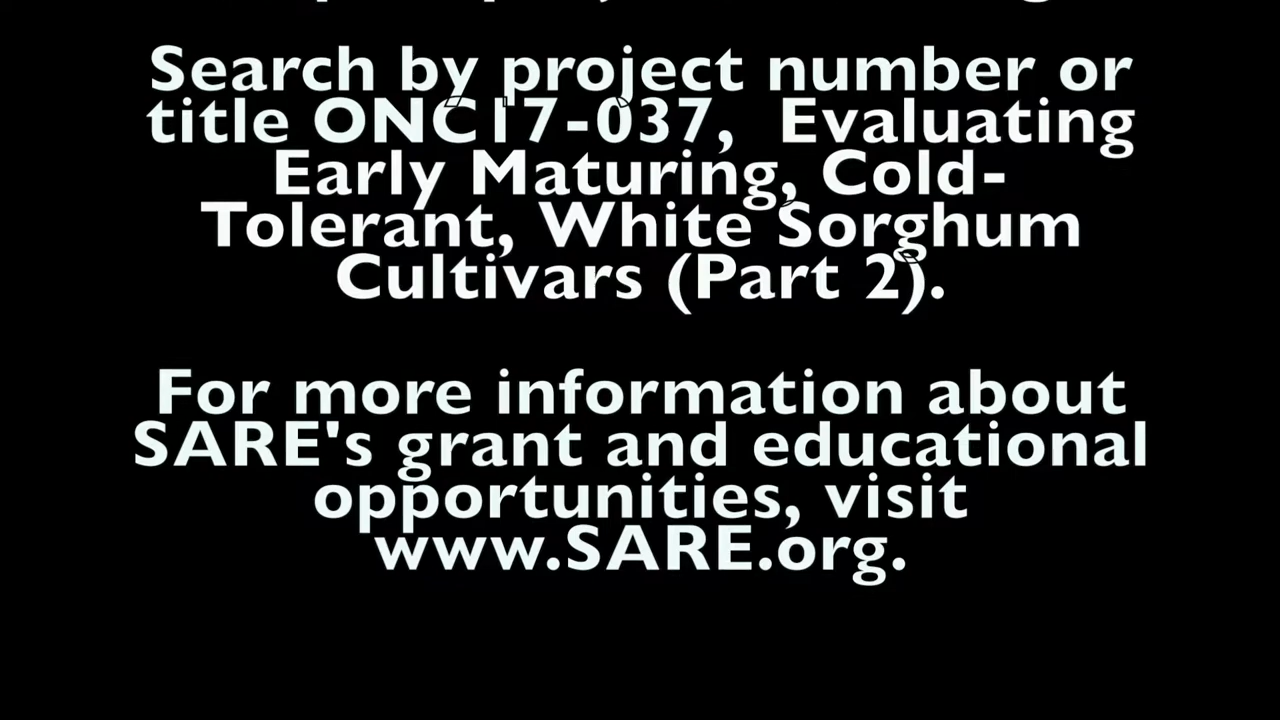 Search by project number or
title ONC17-037, Evaluating
Early Maturing, Cold-
Tolerant, White Sorghum
Cultivars (Part 2).
For more information about
SARE's grant and educational
opportunities, visit
www.SARE.org.